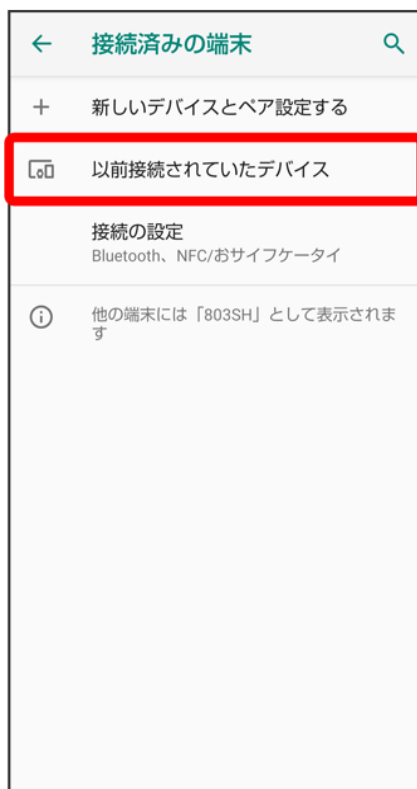 接続済みの端末
新しいデバイスとペア設定する
以前接続されていたデバイス
接続の設定
Bluetooth、NFC/おサイフケータイ
他の端末には「803SH」として表示されま
す